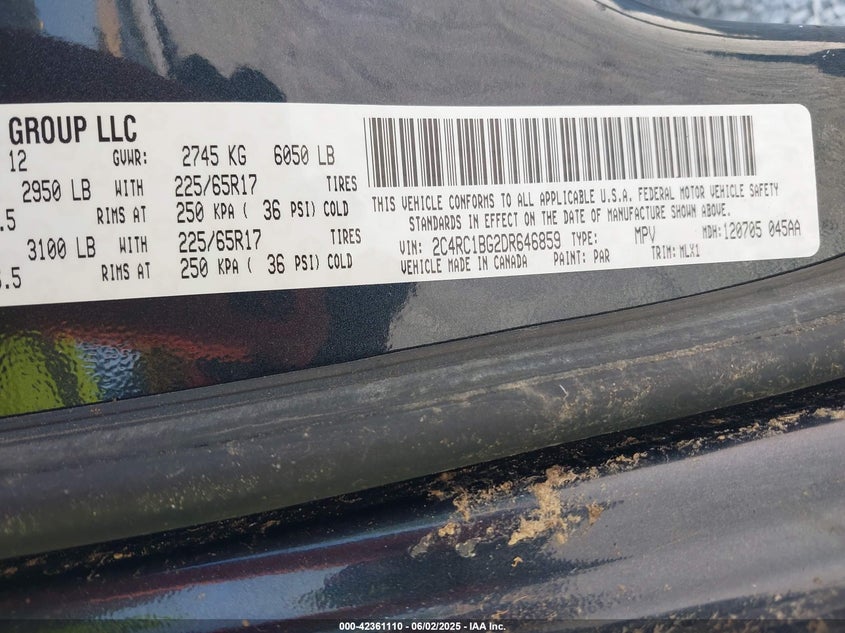 GROUP LLC
12 GVWR: 2745 KG 6050 LB
2950 LB WITH 225/65R17 TIRES
.5 RIMS AT 250 KPA ( 36 PSI) COLD
3100 LB WITH 225/65R17 TIRES
.5 RIMS AT 250 KPA ( 36 PSI) COLD
THIS VEHICLE CONFORMS TO ALL APPLICABLE U.S.A. FEDERAL MOTOR VEHICLE SAFETY
STANDARDS IN EFFECT ON THE DATE OF MANUFACTURE SHOWN ABOVE.
VIN: 2C4RC1BG2DR646859 TYPE: MPV MDH:120705 045AA
VEHICLE MADE IN CANADA PAINT: PAR TRIM: MLX1
000-42361110 - 06/02/2025 - IAA Inc.